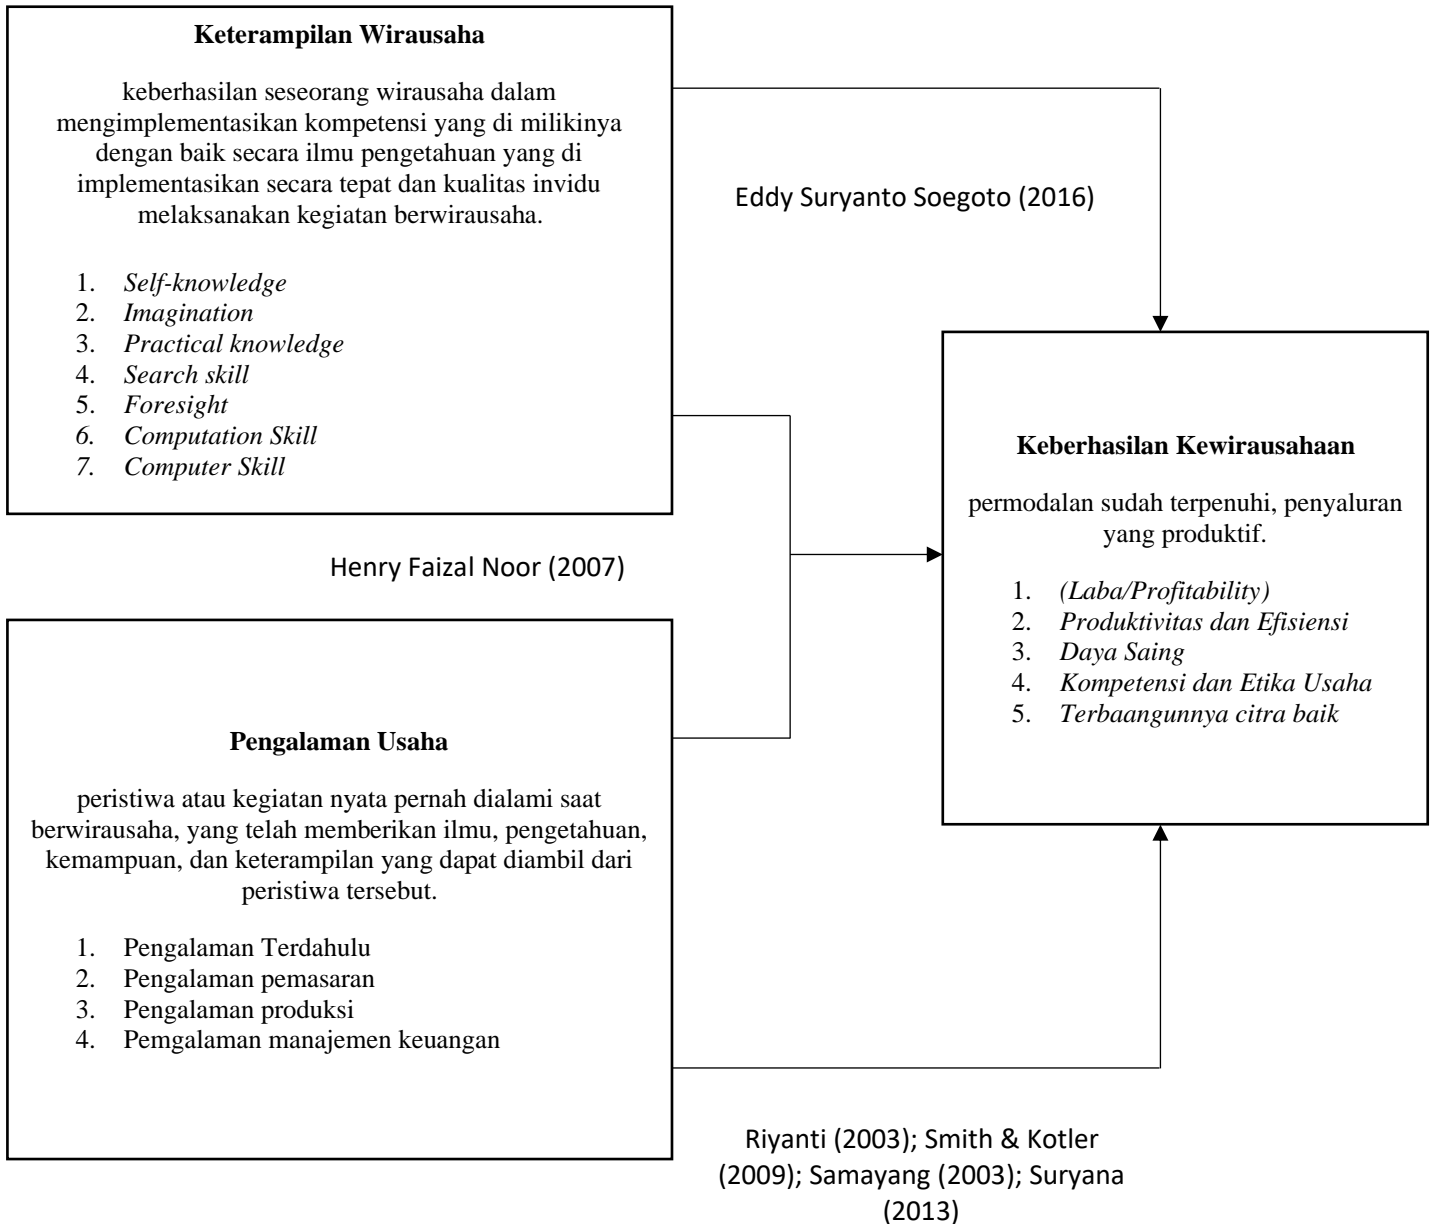 Keterampilan Wirausaha
keberhasilan seseorang wirausaha dalam
mengimplementasikan kompetensi yang di milikinya
dengan baik secara ilmu pengetahuan yang di
implementasikan secara tepat dan kualitas invidu
melaksanakan kegiatan berwirausaha.
1. Self-knowledge
2. Imagination
3. Practical knowledge
4. Search skill
5. Foresight
6. Computation Skill
7. Computer Skill
Eddy Suryanto Soegoto (2016)
Henry Faizal Noor (2007)
Keberhasilan Kewirausahaan
permodalan sudah terpenuhi, penyaluran
yang produktif.
1. (Laba/Profitability)
2. Produktivitas dan Efisiensi
3. Daya Saing
4. Kompetensi dan Etika Usaha
5. Terbaangunnya citra baik
Pengalaman Usaha
peristiwa atau kegiatan nyata pernah dialami saat
berwirausaha, yang telah memberikan ilmu, pengetahuan,
kemampuan, dan keterampilan yang dapat diambil dari
peristiwa tersebut.
1. Pengalaman Terdahulu
2. Pengalaman pemasaran
3. Pengalaman produksi
4. Pemgalaman manajemen keuangan
Riyanti (2003); Smith & Kotler
(2009); Samayang (2003); Suryana
(2013)